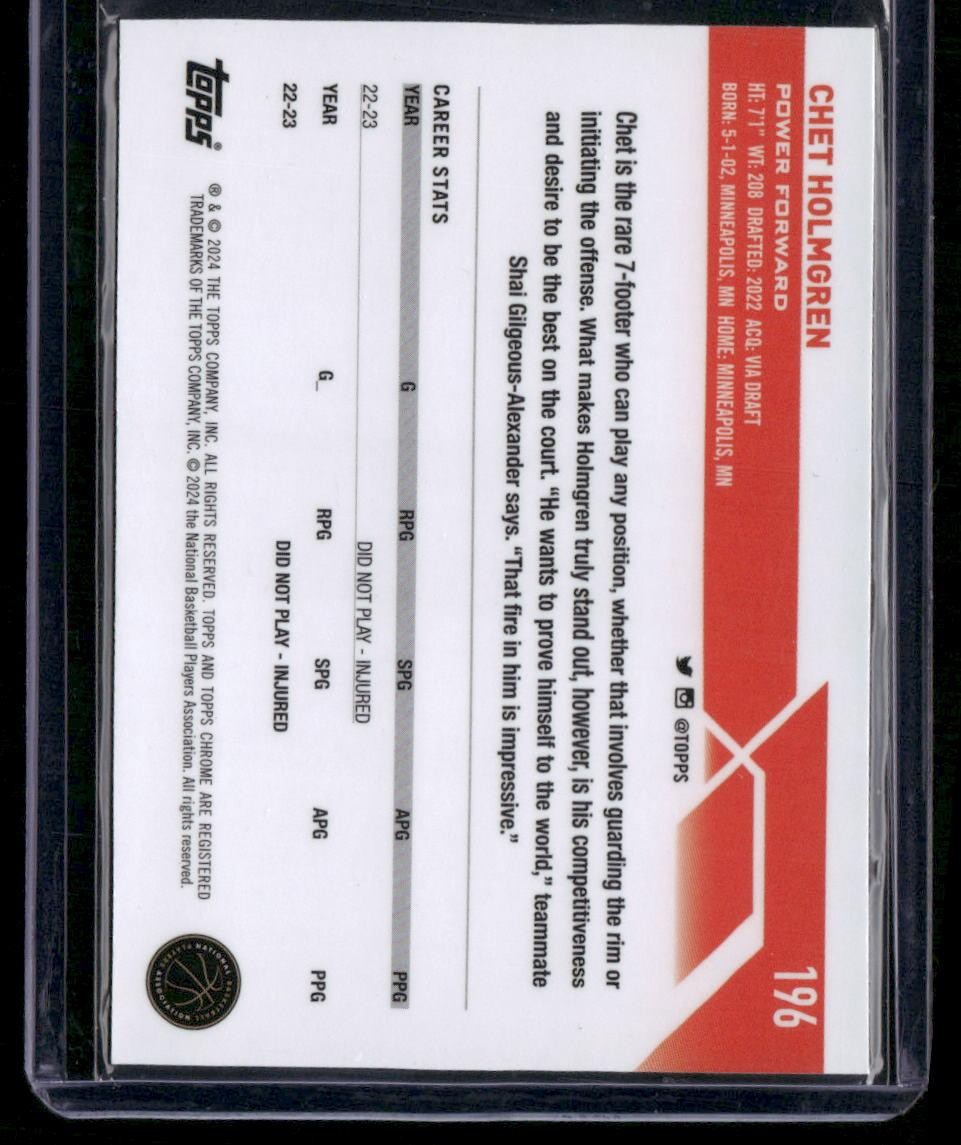 CHET HOLMGREN
196
POWER FORWARD
HT: 7'1" WT: 208 DRAFTED: 2022 ACQ: VIA DRAFT
BORN: 5-1-02, MINNEAPOLIS, MN HOME: MINNEAPOLIS, MN
@TOPPS
Chet is the rare 7-footer who can play any position, whether that involves guarding the rim or
initiating the offense. What makes Holmgren truly stand out, however, is his competitiveness
and desire to be the best on the court. “He wants to prove himself to the world,” teammate
Shai Gilgeous-Alexander says. “That fire in him is impressive.”
CAREER STATS
YEAR G RPG SPG APG PPG
22-23 DID NOT PLAY - INJURED
YEAR G_ RPG SPG APG PPG
22-23 DID NOT PLAY - INJURED
topps®
® & © 2024 THE TOPPS COMPANY, INC. ALL RIGHTS RESERVED. TOPPS AND TOPPS CHROME ARE REGISTERED
TRADEMARKS OF THE TOPPS COMPANY, INC. © 2024 the National Basketball Players Association. All rights reserved.
NATIONAL BASKETBALL PLAYERS ASSOCIATION